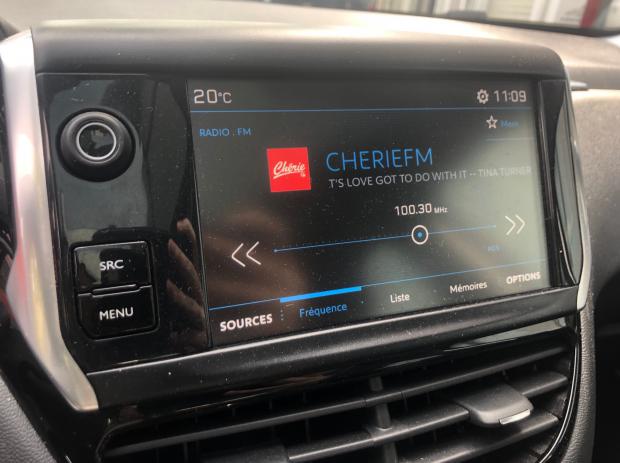 20°C
11:09
RADIO . FM
Mem
Chérie
CHERIEFM
T'S LOVE GOT TO DO WITH IT -- TINA TURNER
100.30 MHz
SRC
MENU
SOURCES
Fréquence
Liste
Mémoires
OPTIONS